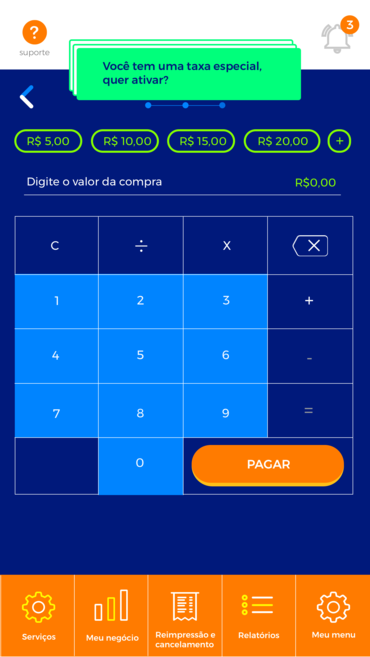 ?
3
suporte
Você tem uma taxa especial,
quer ativar?
R$ 5,00
R$ 10,00
R$ 15,00
R$ 20,00
+
Digite o valor da compra
R$0,00
C
÷
X
X
1
2
3
+
4
5
6
-
7
8
9
=
0
PAGAR
Serviços
Meu negócio
Reimpressão e
cancelamento
Relatórios
Meu menu